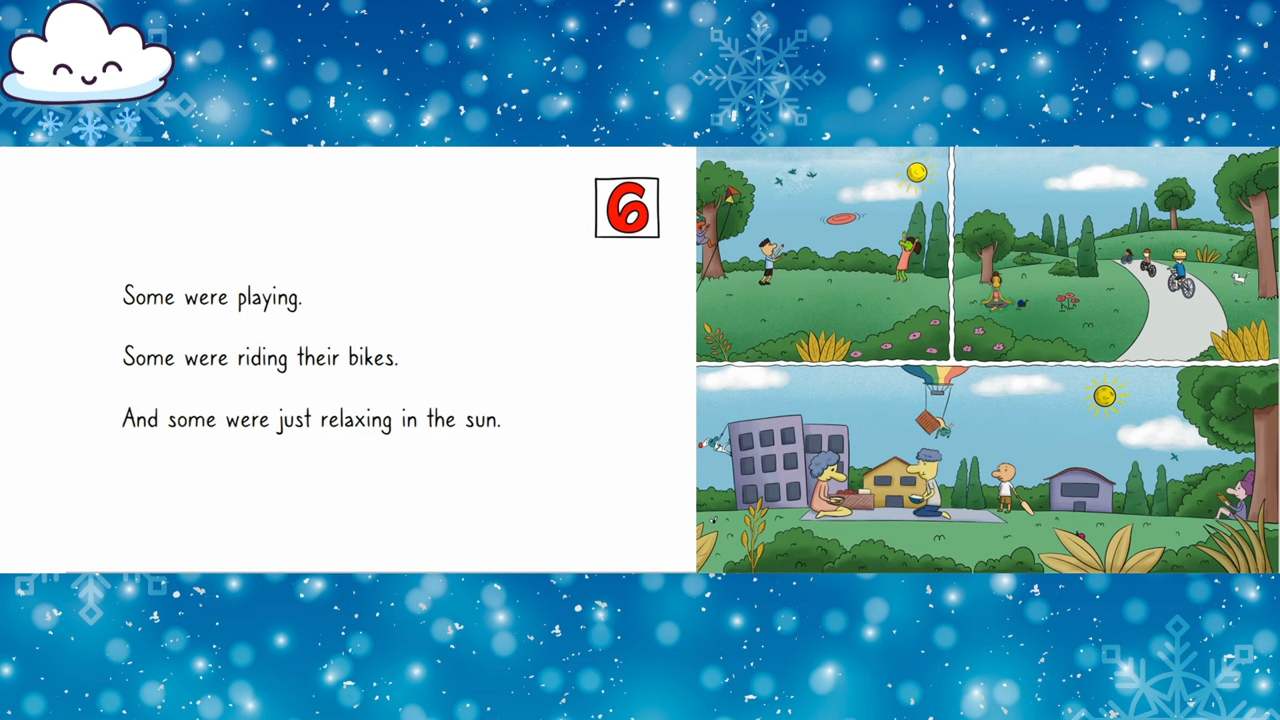 6
Some were playing.
Some were riding their bikes.
And some were just relaxing in the sun.